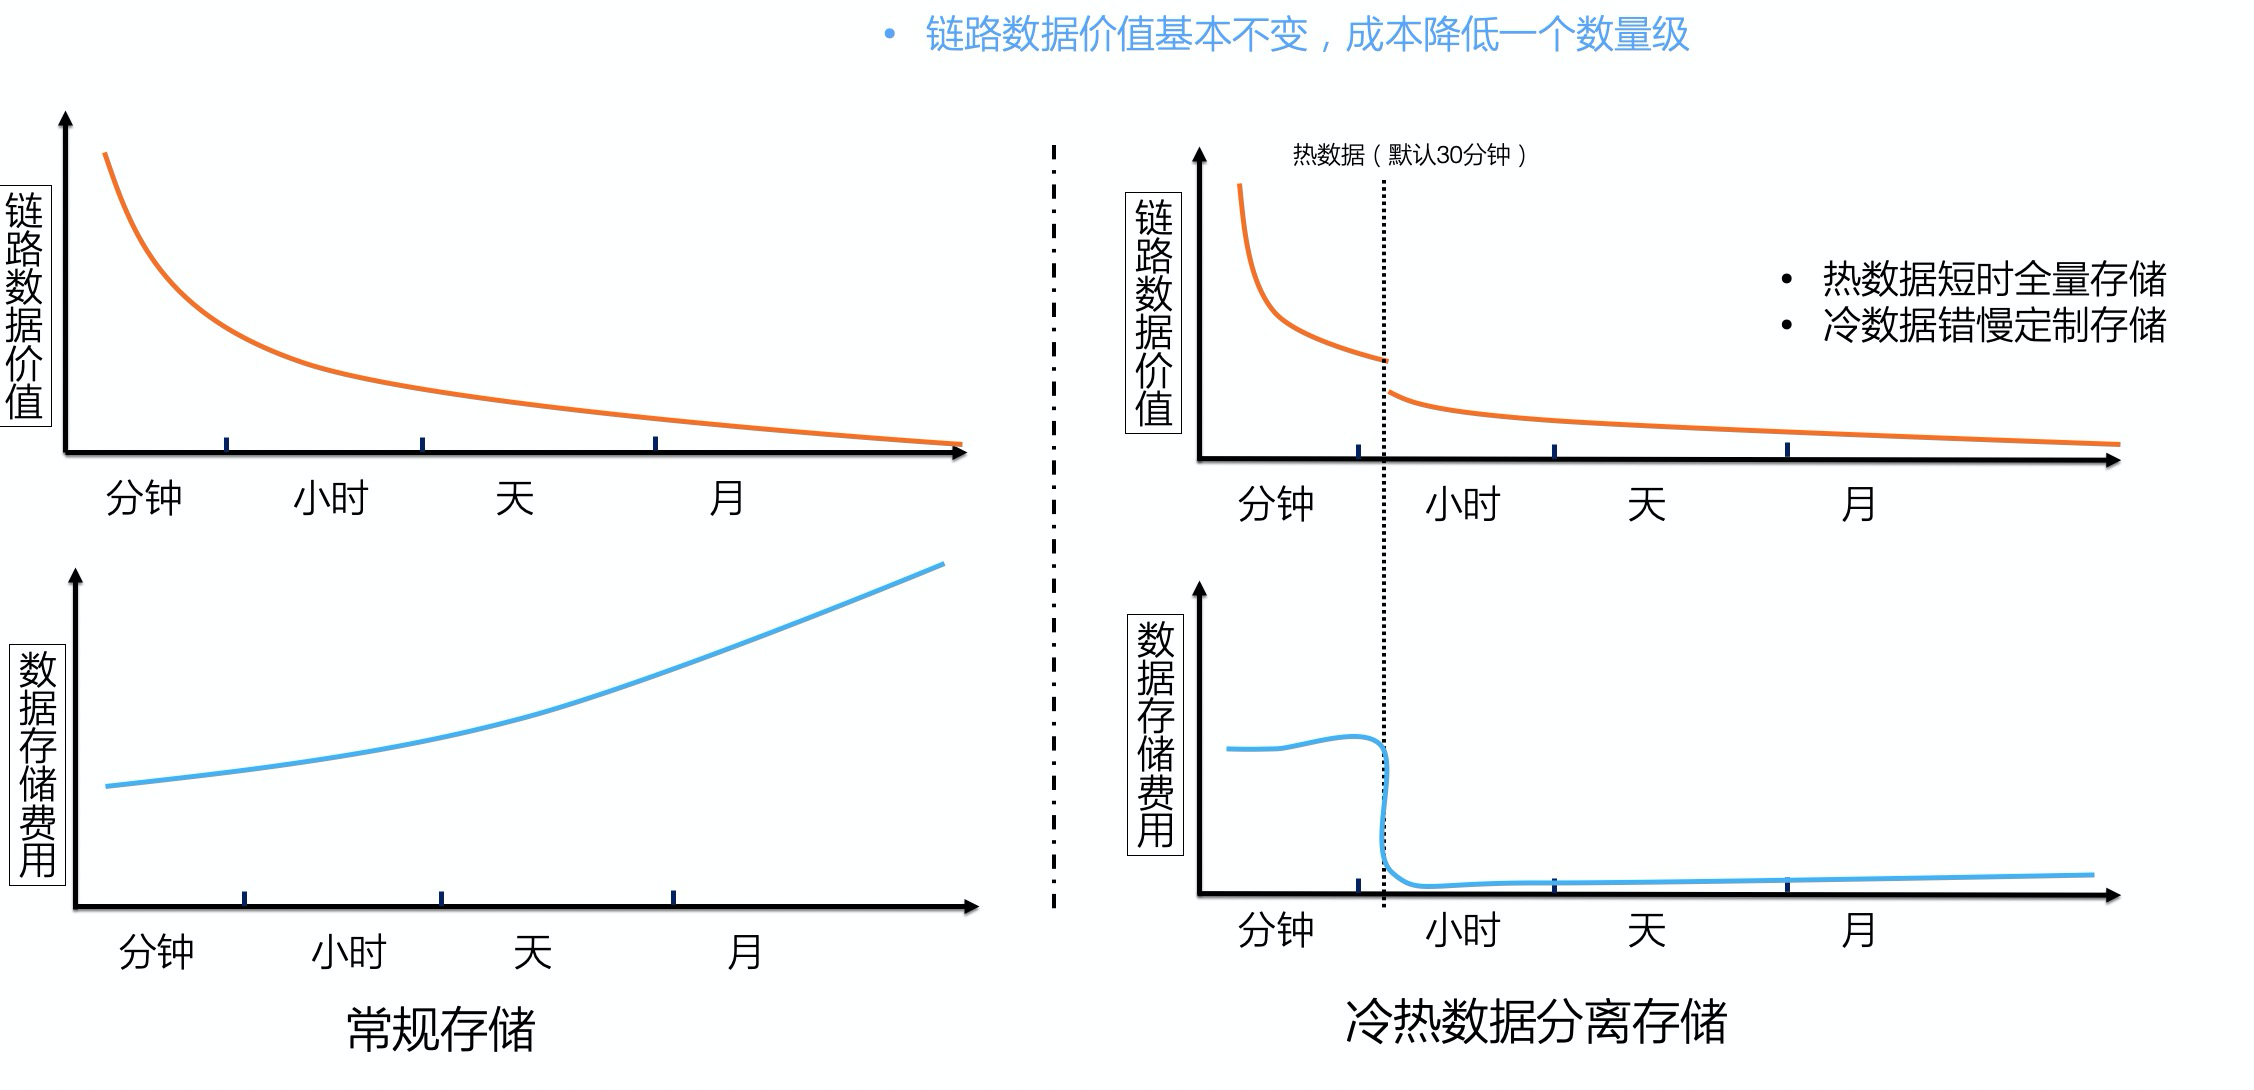 • 链路数据价值基本不变，成本降低一个数量级
链路数据价值
分钟 小时 天 月
数据存储费用
分钟 小时 天 月
常规存储
热数据（默认30分钟）
链路数据价值
• 热数据短时全量存储
• 冷数据错慢定制存储
分钟 小时 天 月
数据存储费用
分钟 小时 天 月
冷热数据分离存储